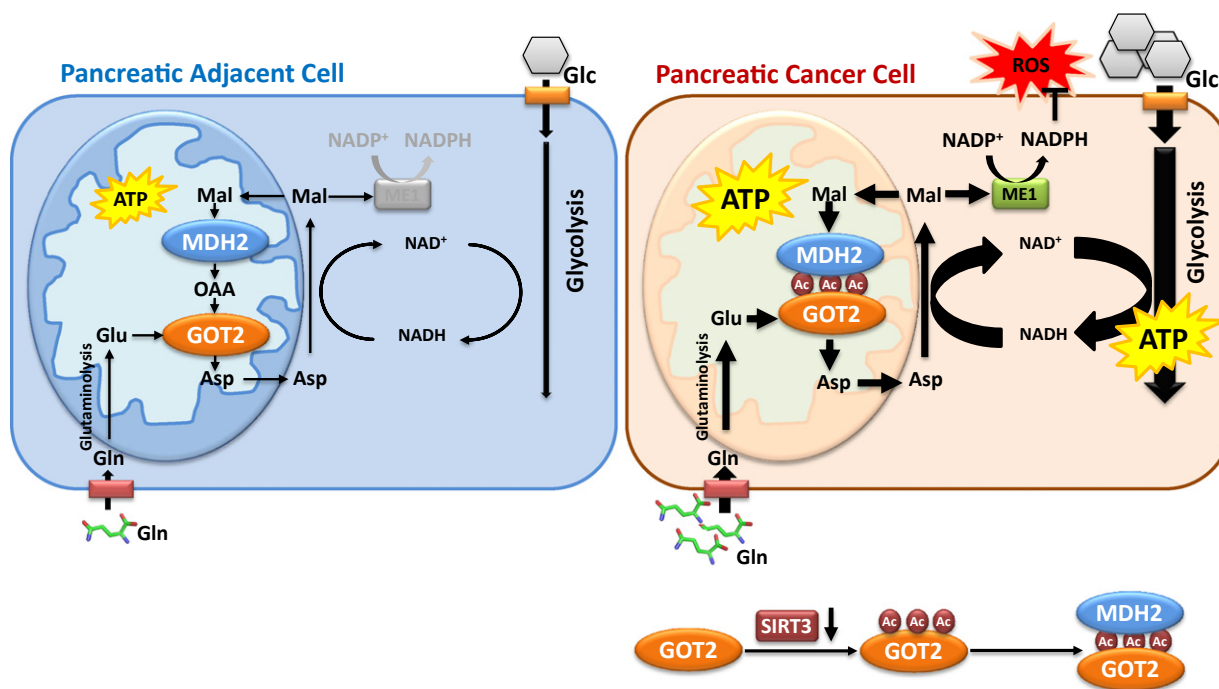 Pancreatic Adjacent Cell
Glc
NADP⁺ NADPH
ME1
ATP
Mal
Mal
MDH2
NAD⁺
OAA
Glycolysis
Glu
GOT2
NADH
Glutaminolysis
Asp
Asp
Gln
Gln
Pancreatic Cancer Cell
ROS
Glc
NADP⁺
NADPH
ME1
ATP
Mal
Mal
MDH2
NAD⁺
Glycolysis
Ac Ac Ac
Glu
GOT2
NADH
ATP
Glutaminolysis
Asp
Asp
Gln
Gln
SIRT3
Ac Ac Ac
MDH2
GOT2
GOT2
Ac Ac Ac
GOT2